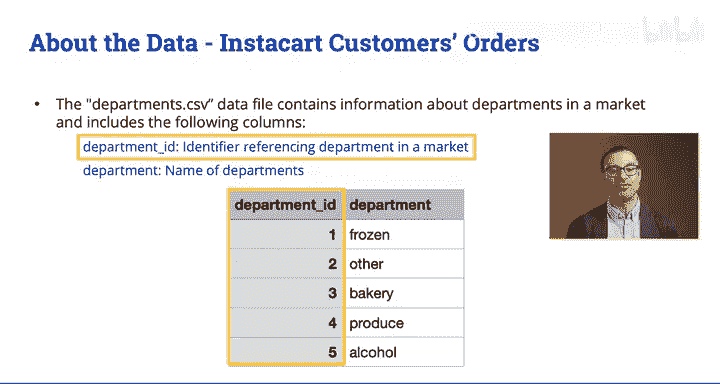 About the Data - Instacart Customers’ Orders
• The "departments.csv” data file contains information about departments in a market
and includes the following columns:
department_id: Identifier referencing department in a market
department: Name of departments
department_id department
1 frozen
2 other
3 bakery
4 produce
5 alcohol